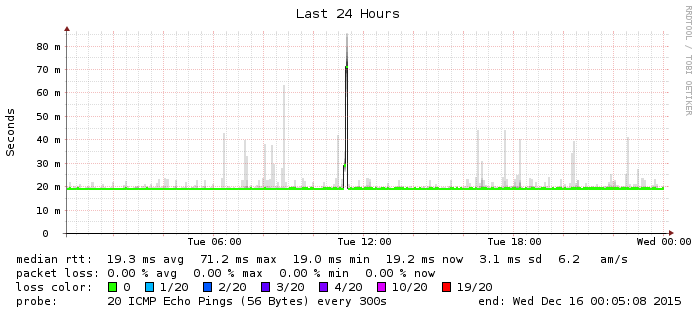 Last 24 Hours
RRDTOOL / TOBI OETIKER
Seconds
80 m
70 m
60 m
50 m
40 m
30 m
20 m
10 m
0
Tue 06:00 Tue 12:00 Tue 18:00 Wed 00:00
median rtt: 19.3 ms avg 71.2 ms max 19.0 ms min 19.2 ms now 3.1 ms sd 6.2 am/s
packet loss: 0.00 % avg 0.00 % max 0.00 % min 0.00 % now
loss color: 0 1/20 2/20 3/20 4/20 10/20 19/20
probe: 20 ICMP Echo Pings (56 Bytes) every 300s end: Wed Dec 16 00:05:08 2015